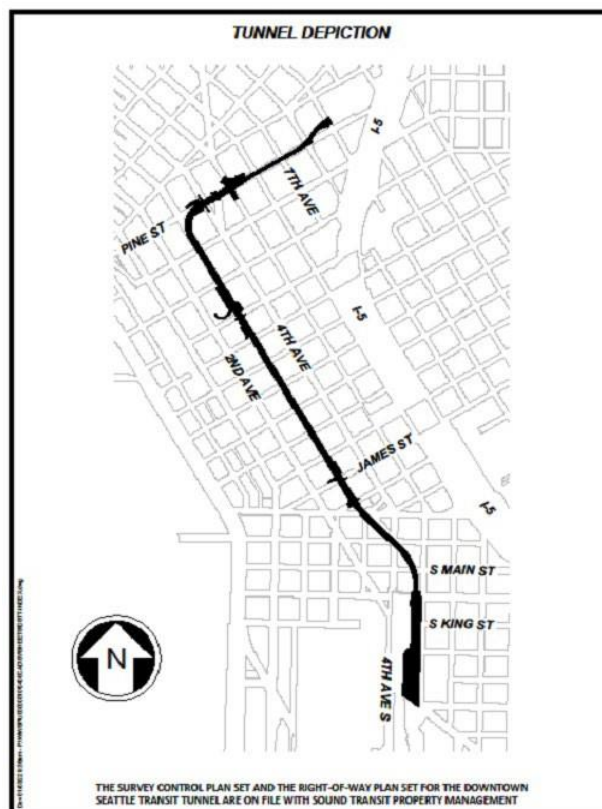 TUNNEL DEPICTION
I-5
7TH AVE
PINE ST
I-5
4TH AVE
2ND AVE
JAMES ST
I-5
S MAIN ST
S KING ST
4TH AVE S
N
THE SURVEY CONTROL PLAN SET AND THE RIGHT-OF-WAY PLAN SET FOR THE DOWNTOWN
SEATTLE TRANSIT TUNNEL ARE ON FILE WITH SOUND TRANSIT PROPERTY MANAGEMENT